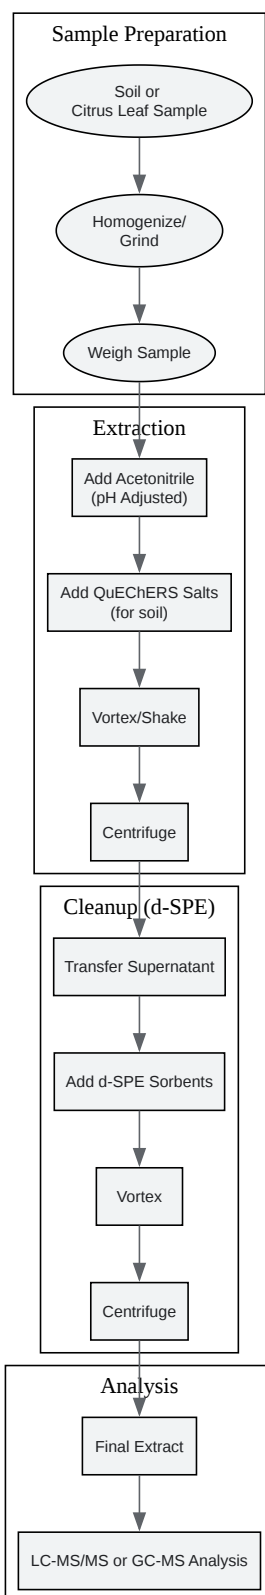 Sample Preparation
Soil or
Citrus Leaf Sample
Homogenize/
Grind
Weigh Sample
Extraction
Add Acetonitrile
(pH Adjusted)
Add QuEChERS Salts
(for soil)
Vortex/Shake
Centrifuge
Cleanup (d-SPE)
Transfer Supernatant
Add d-SPE Sorbents
Vortex
Centrifuge
Analysis
Final Extract
LC-MS/MS or GC-MS Analysis